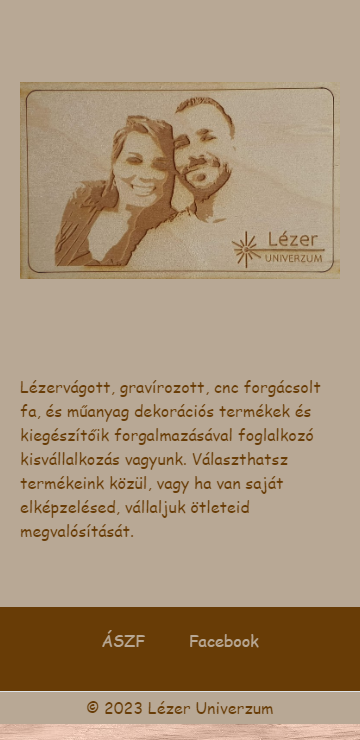 Lézer
UNIVERZUM
Lézervágott, gravírozott, cnc forgácsolt
fa, és műanyag dekorációs termékek és
kiegészítőik forgalmazásával foglalkozó
kisvállalkozás vagyunk. Választhatsz
termékeink közül, vagy ha van saját
elképzelésed, vállaljuk ötleteid
megvalósítását.
ÁSZF Facebook
© 2023 Lézer Univerzum